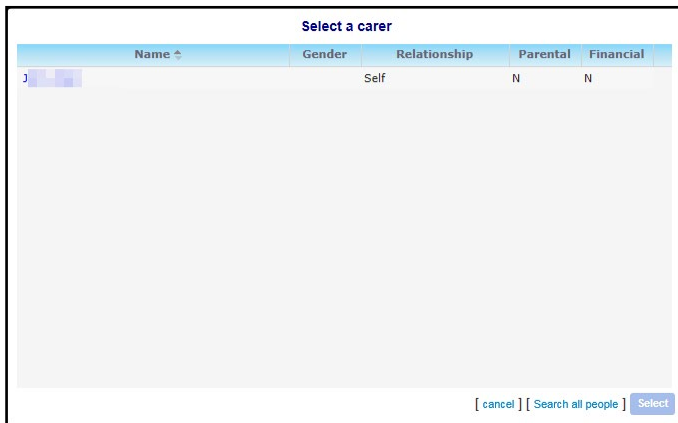 Select a carer
Name Gender Relationship Parental Financial
J Self N N
[ cancel ] [ Search all people ] Select